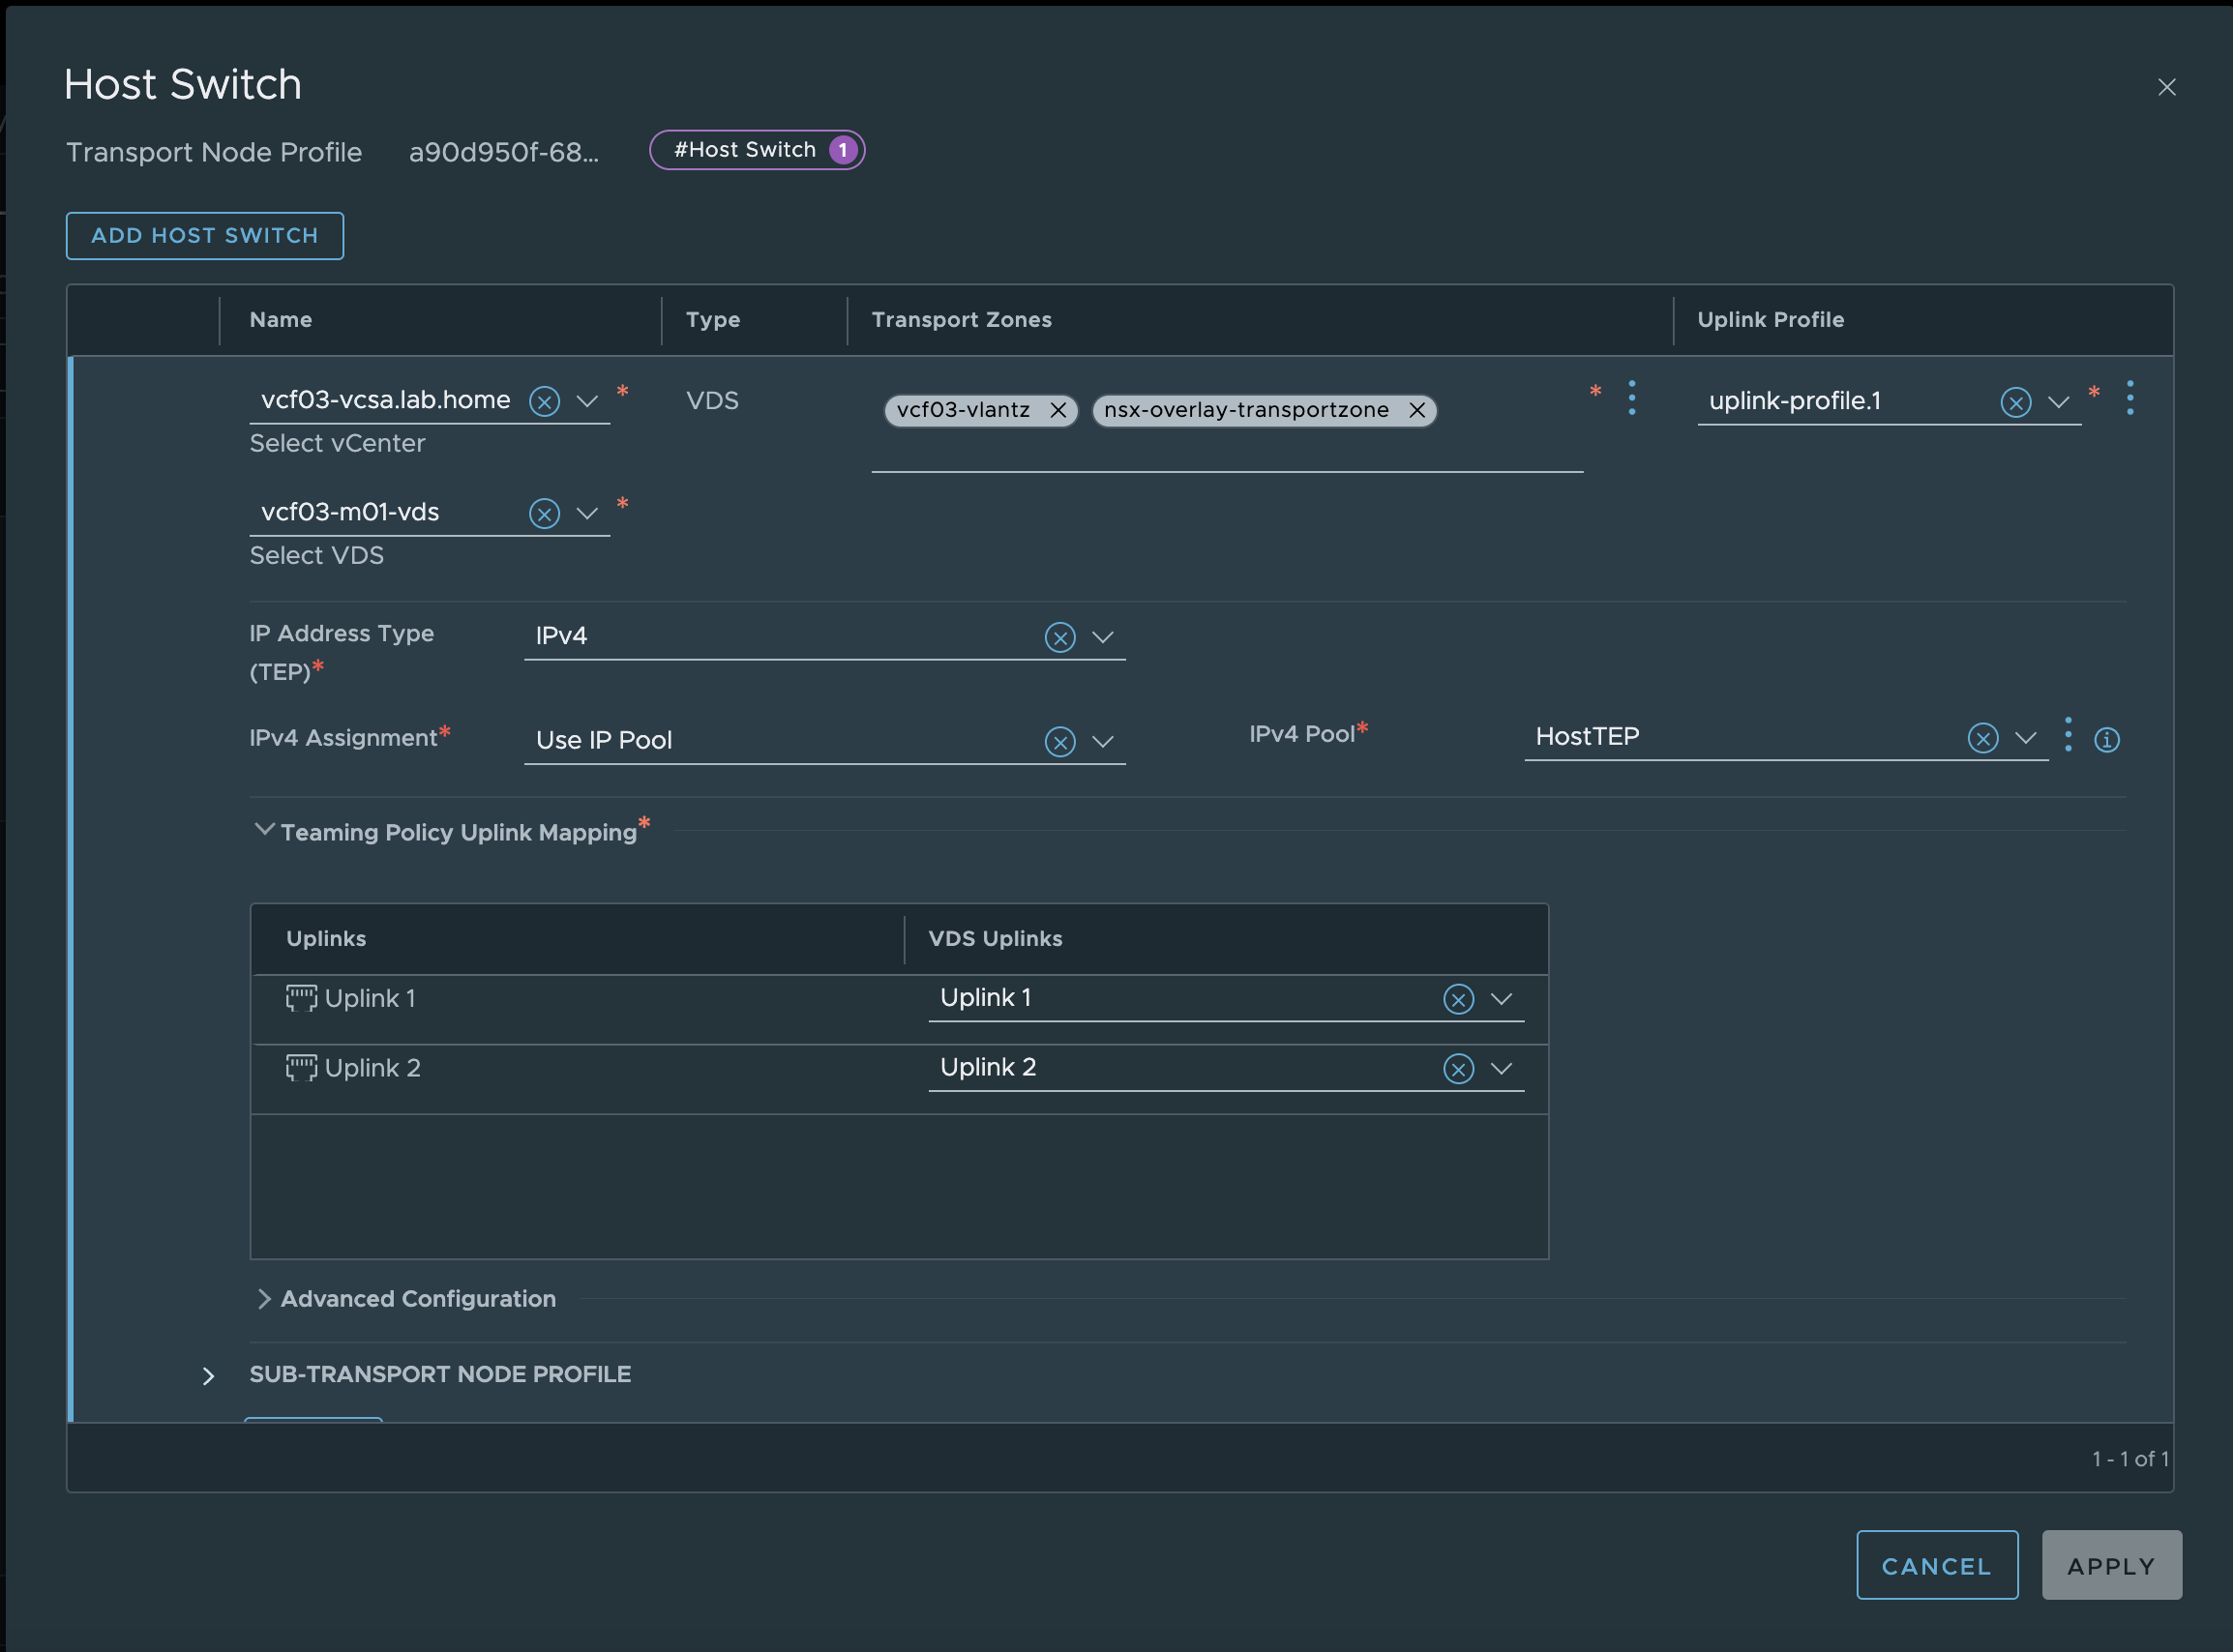 Host Switch
Transport Node Profile a90d950f-68... #Host Switch 1
ADD HOST SWITCH
Name Type Transport Zones Uplink Profile
vcf03-vcsa.lab.home * VDS vcf03-vlantz nsx-overlay-transportzone * uplink-profile.1 *
Select vCenter
vcf03-m01-vds *
Select VDS
IP Address Type (TEP)* IPv4
IPv4 Assignment* Use IP Pool IPv4 Pool* HostTEP
Teaming Policy Uplink Mapping*
Uplinks VDS Uplinks
Uplink 1 Uplink 1
Uplink 2 Uplink 2
Advanced Configuration
SUB-TRANSPORT NODE PROFILE
1 - 1 of 1
CANCEL APPLY